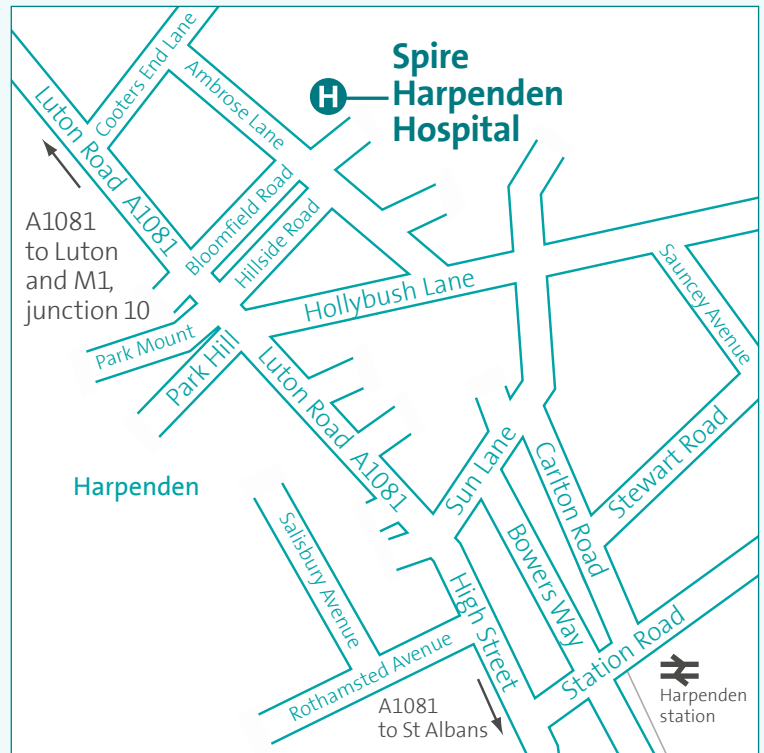 Spire
Harpenden
Hospital
H
Cooters End Lane
Ambrose Lane
Luton Road A1081
A1081
to Luton
and M1,
junction 10
Bloomfield Road
Hillside Road
Hollybush Lane
Sauncey Avenue
Park Mount
Park Hill
Luton Road A1081
Sun Lane
Carlton Road
Stewart Road
Harpenden
Salisbury Avenue
Bowers Way
High Street
Station Road
Rothamsted Avenue
A1081
to St Albans
Harpenden
station